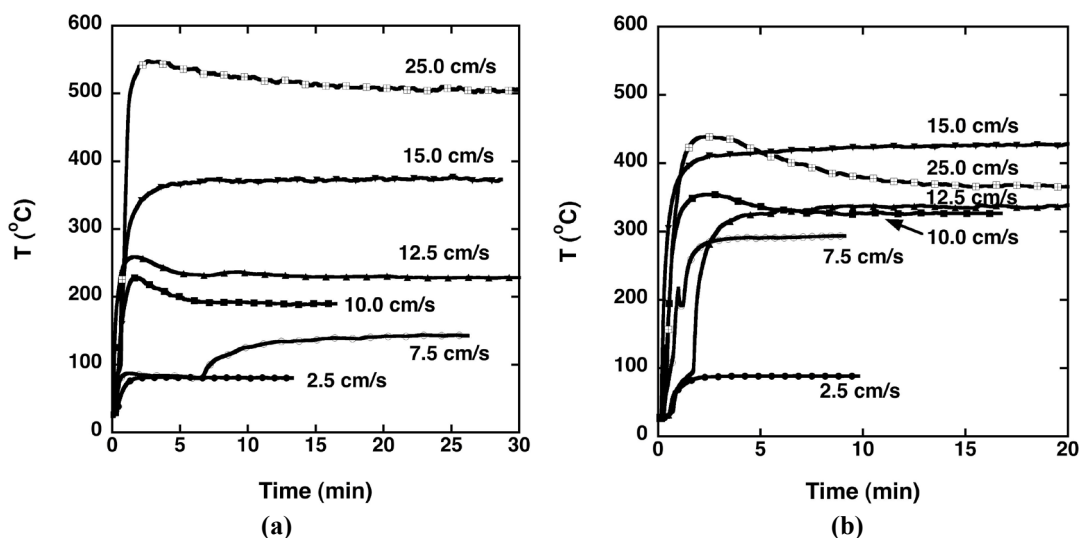 600
500
400
300
200
100
0
T (°C)
0 5 10 15 20 25 30
Time (min)
25.0 cm/s
15.0 cm/s
12.5 cm/s
10.0 cm/s
7.5 cm/s
2.5 cm/s
(a)
600
500
400
300
200
100
0
T (°C)
0 5 10 15 20
Time (min)
15.0 cm/s
25.0 cm/s
12.5 cm/s
10.0 cm/s
7.5 cm/s
2.5 cm/s
(b)